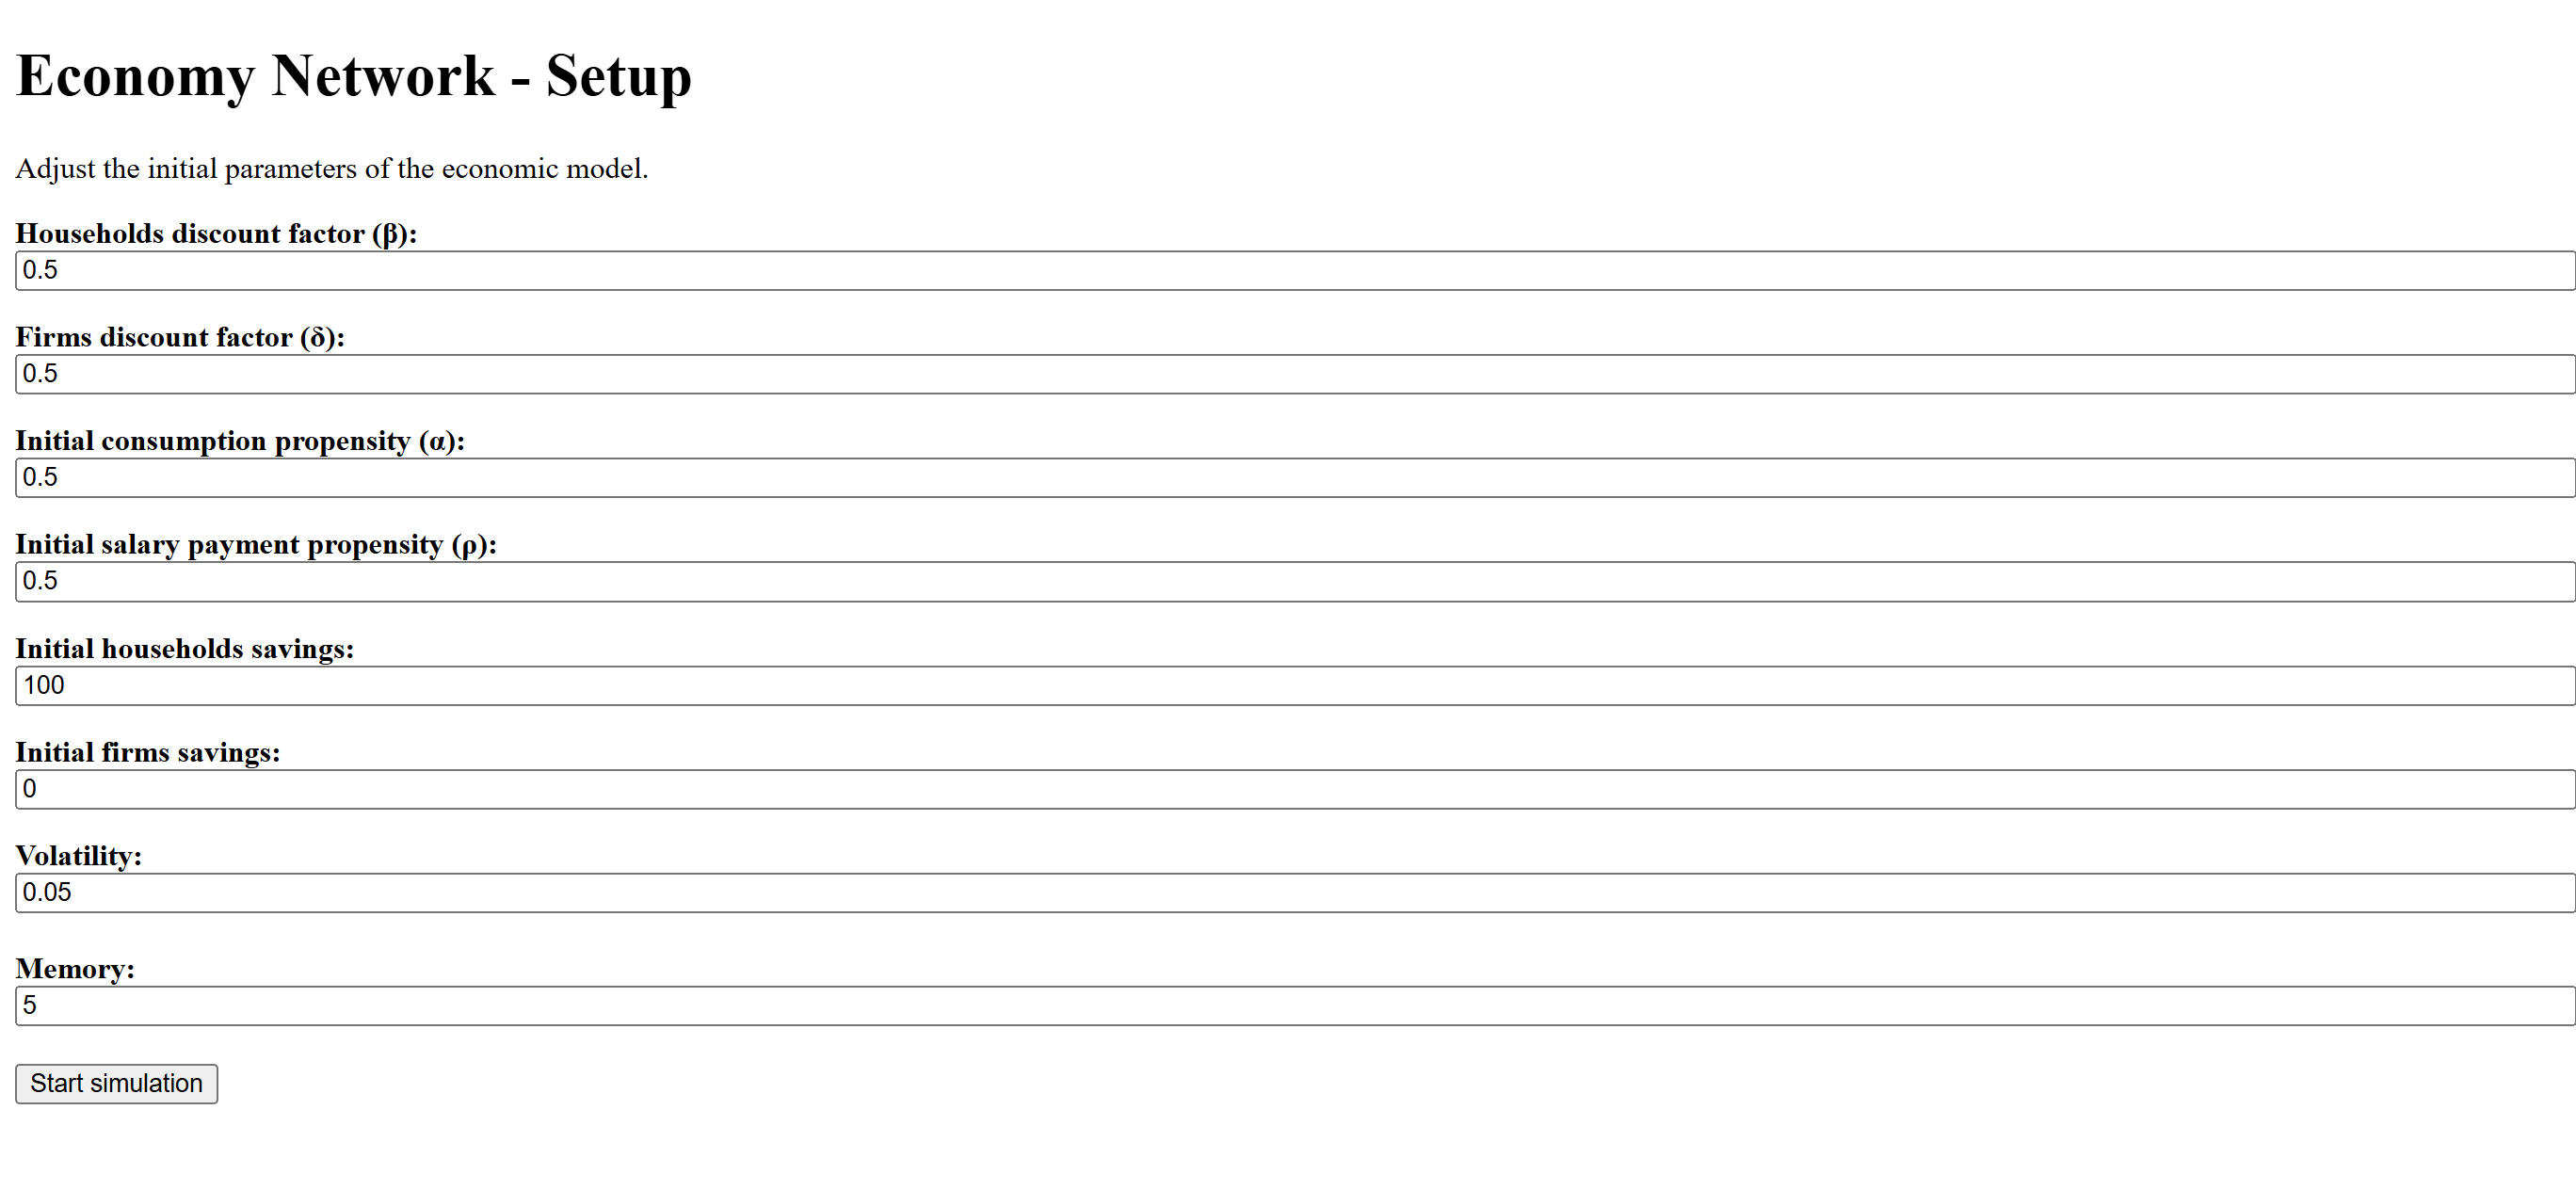 Economy Network - Setup
Adjust the initial parameters of the economic model.
Households discount factor (β):
0.5
Firms discount factor (δ):
0.5
Initial consumption propensity (α):
0.5
Initial salary payment propensity (ρ):
0.5
Initial households savings:
100
Initial firms savings:
0
Volatility:
0.05
Memory:
5
Start simulation